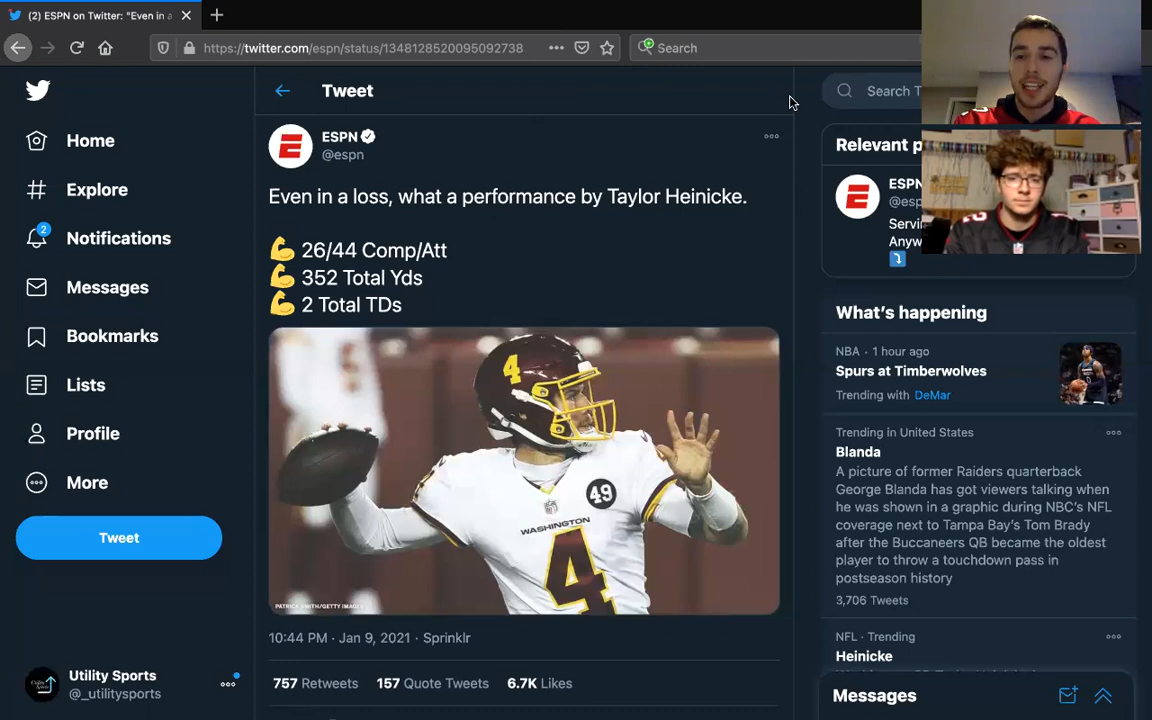 (2) ESPN on Twitter: "Even in a
https://twitter.com/espn/status/1348128520095092738
Search
Tweet
Search T
Home
Explore
2
Notifications
Messages
Bookmarks
Lists
Profile
More
Tweet
Utility Sports
@_utilitysports
ESPN
@espn
Even in a loss, what a performance by Taylor Heinicke.
💪 26/44 Comp/Att
💪 352 Total Yds
💪 2 Total TDs
4
49
WASHINGTON
4
PATRICK SMITH/GETTY IMAGES
10:44 PM · Jan 9, 2021 · Sprinklr
757 Retweets 157 Quote Tweets 6.7K Likes
Relevant p
ESPN
@esp
Servi
Anyw
What's happening
NBA · 1 hour ago
Spurs at Timberwolves
Trending with DeMar
Trending in United States
Blanda
A picture of former Raiders quarterback
George Blanda has got viewers talking when
he was shown in a graphic during NBC's NFL
coverage next to Tampa Bay's Tom Brady
after the Buccaneers QB became the oldest
player to throw a touchdown pass in
postseason history
3,706 Tweets
NFL · Trending
Heinicke
Messages